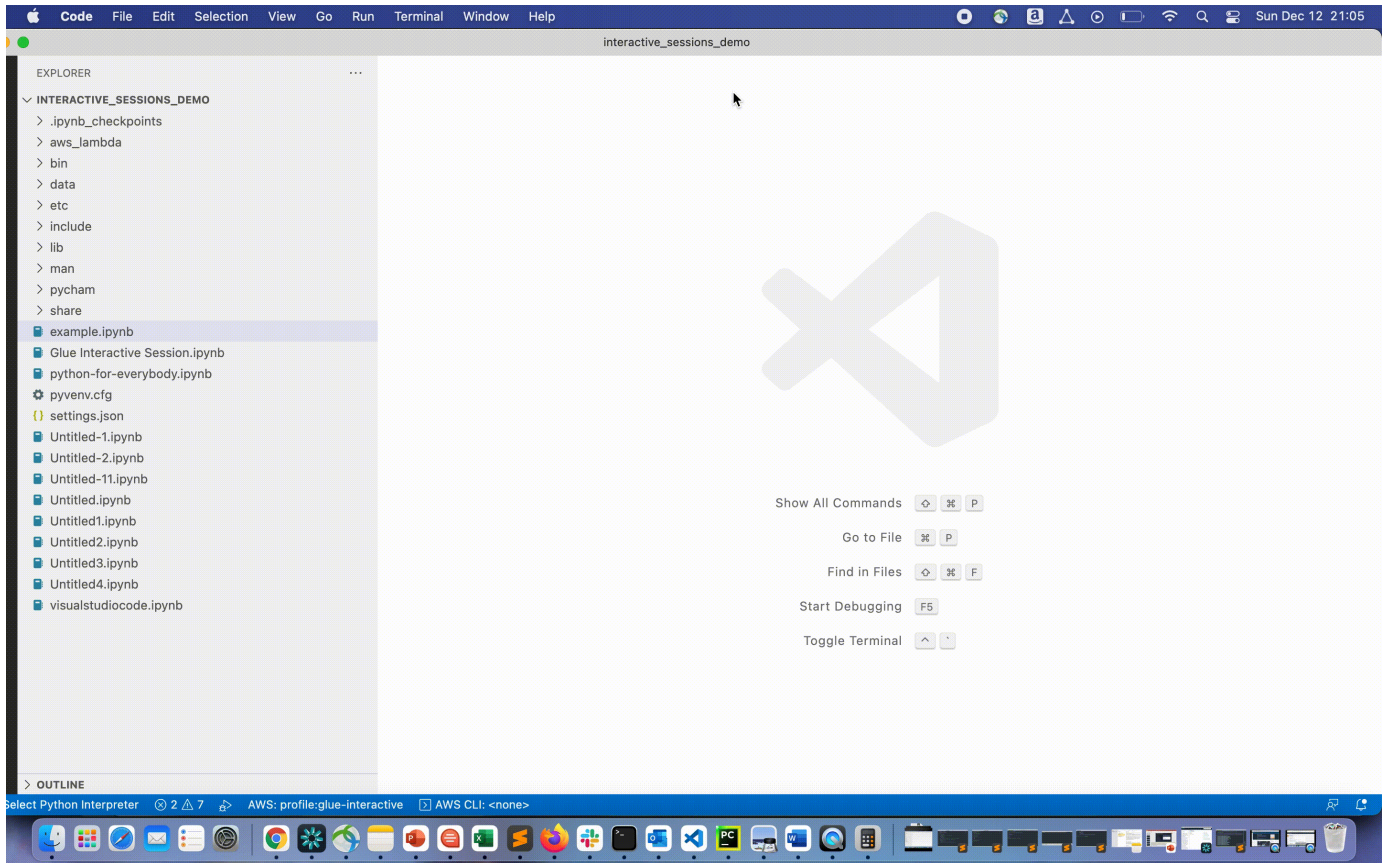 Code File Edit Selection View Go Run Terminal Window Help
a
Sun Dec 12 21:05
interactive_sessions_demo
EXPLORER
INTERACTIVE_SESSIONS_DEMO
.ipynb_checkpoints
aws_lambda
bin
data
etc
include
lib
man
pycham
share
example.ipynb
Glue Interactive Session.ipynb
python-for-everybody.ipynb
pyvenv.cfg
{} settings.json
Untitled-1.ipynb
Untitled-2.ipynb
Untitled-11.ipynb
Untitled.ipynb
Untitled1.ipynb
Untitled2.ipynb
Untitled3.ipynb
Untitled4.ipynb
visualstudiocode.ipynb
Show All Commands ⇧ ⌘ P
Go to File ⌘ P
Find in Files ⇧ ⌘ F
Start Debugging F5
Toggle Terminal ^ `
OUTLINE
Select Python Interpreter 2 7 AWS: profile:glue-interactive AWS CLI: <none>
P X S PC W